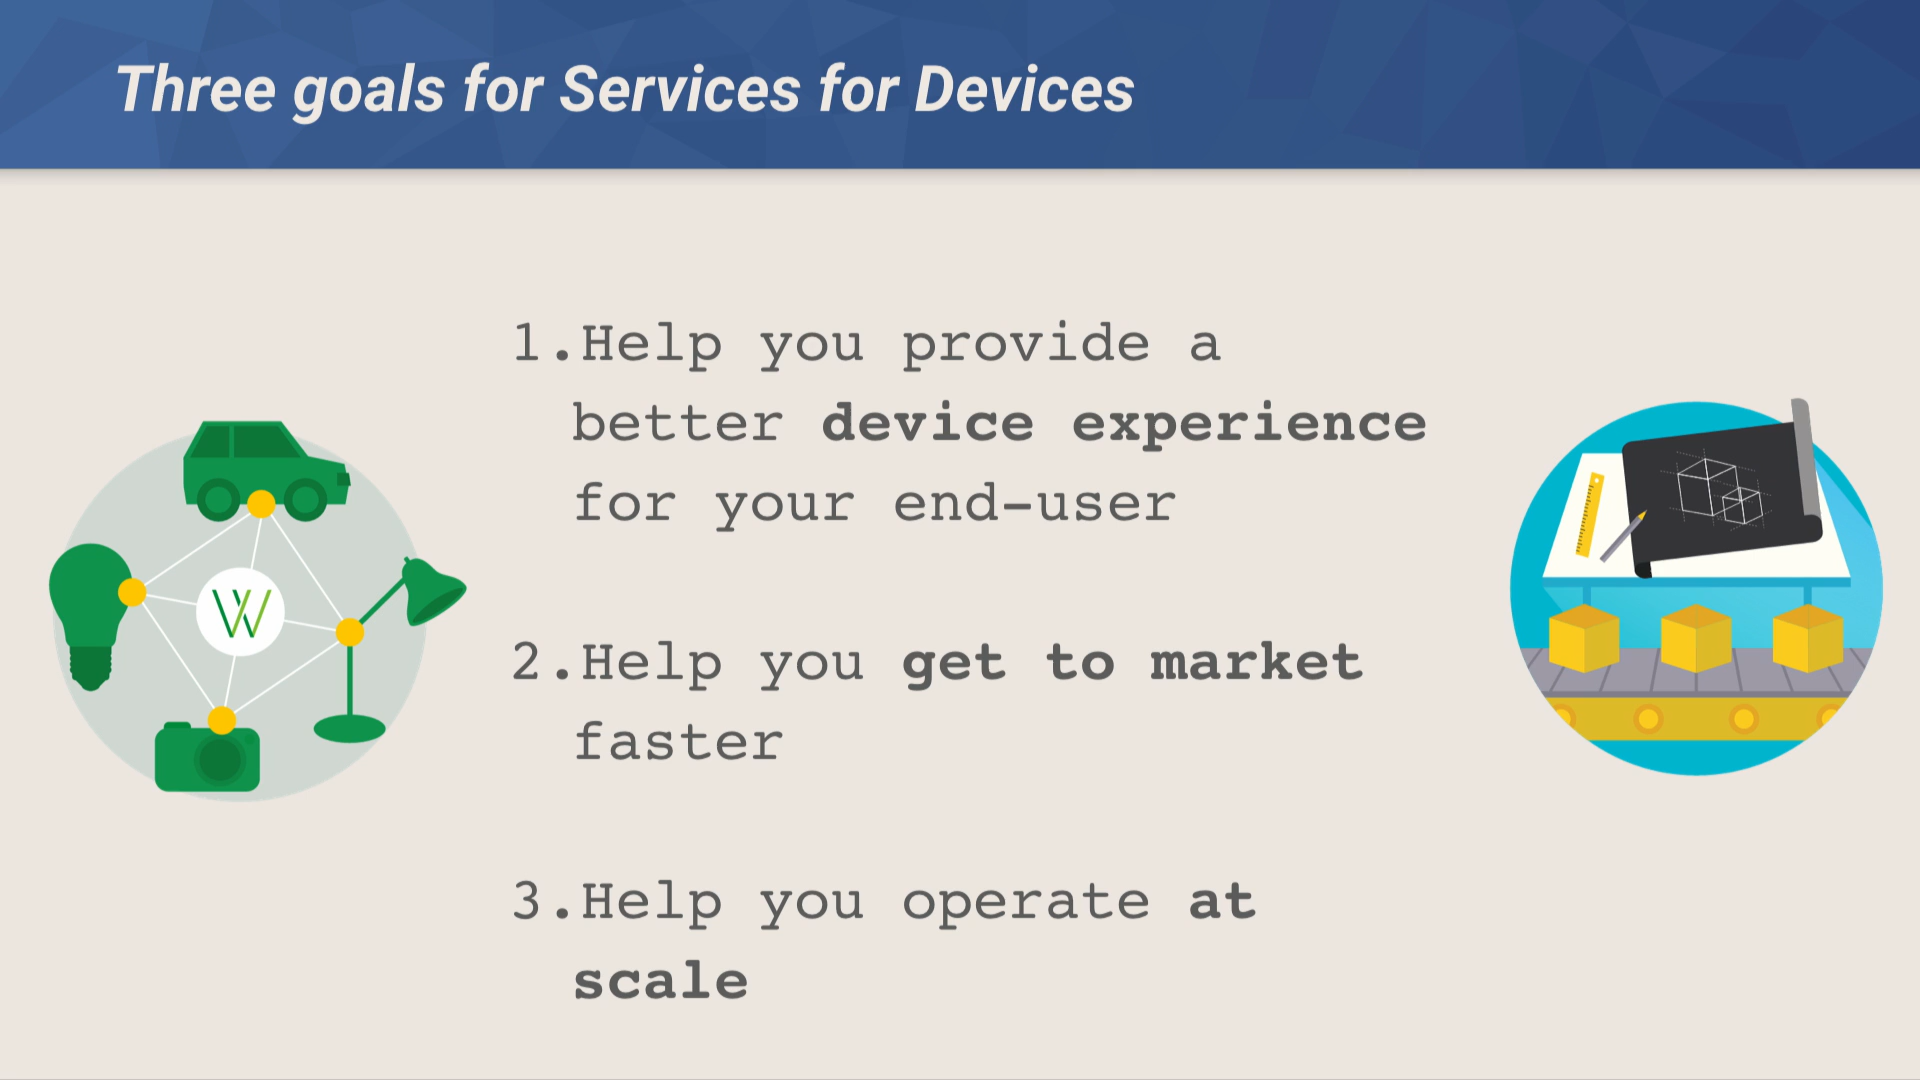 Three goals for Services for Devices
1.Help you provide a
better device experience
for your end-user
2.Help you get to market
faster
3.Help you operate at
scale
W